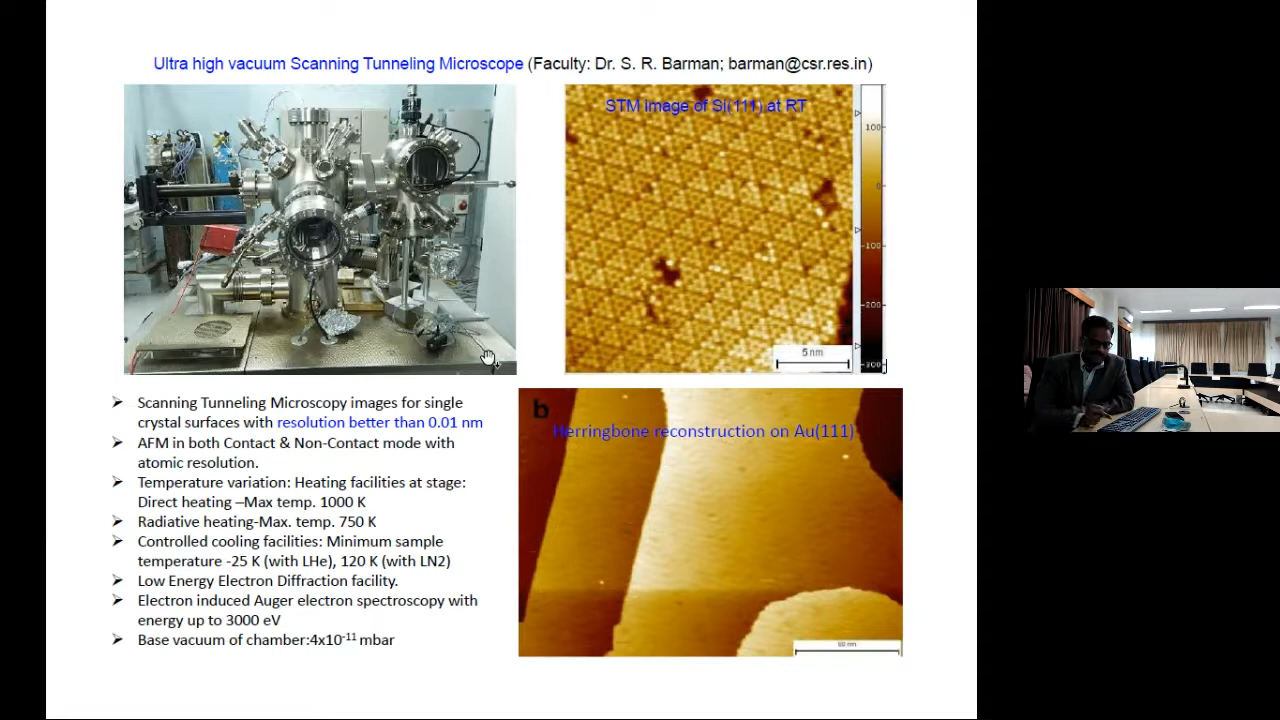 Ultra high vacuum Scanning Tunneling Microscope (Faculty: Dr. S. R. Barman; barman@csr.res.in)
STM image of Si(111) at RT
100
0
-100
-200
-300
5 nm
➢ Scanning Tunneling Microscopy images for single
crystal surfaces with resolution better than 0.01 nm
➢ AFM in both Contact & Non-Contact mode with
atomic resolution.
➢ Temperature variation: Heating facilities at stage:
Direct heating –Max temp. 1000 K
➢ Radiative heating-Max. temp. 750 K
➢ Controlled cooling facilities: Minimum sample
temperature -25 K (with LHe), 120 K (with LN2)
➢ Low Energy Electron Diffraction facility.
➢ Electron induced Auger electron spectroscopy with
energy up to 3000 eV
➢ Base vacuum of chamber:4x10⁻¹¹ mbar
b
Herringbone reconstruction on Au(111)